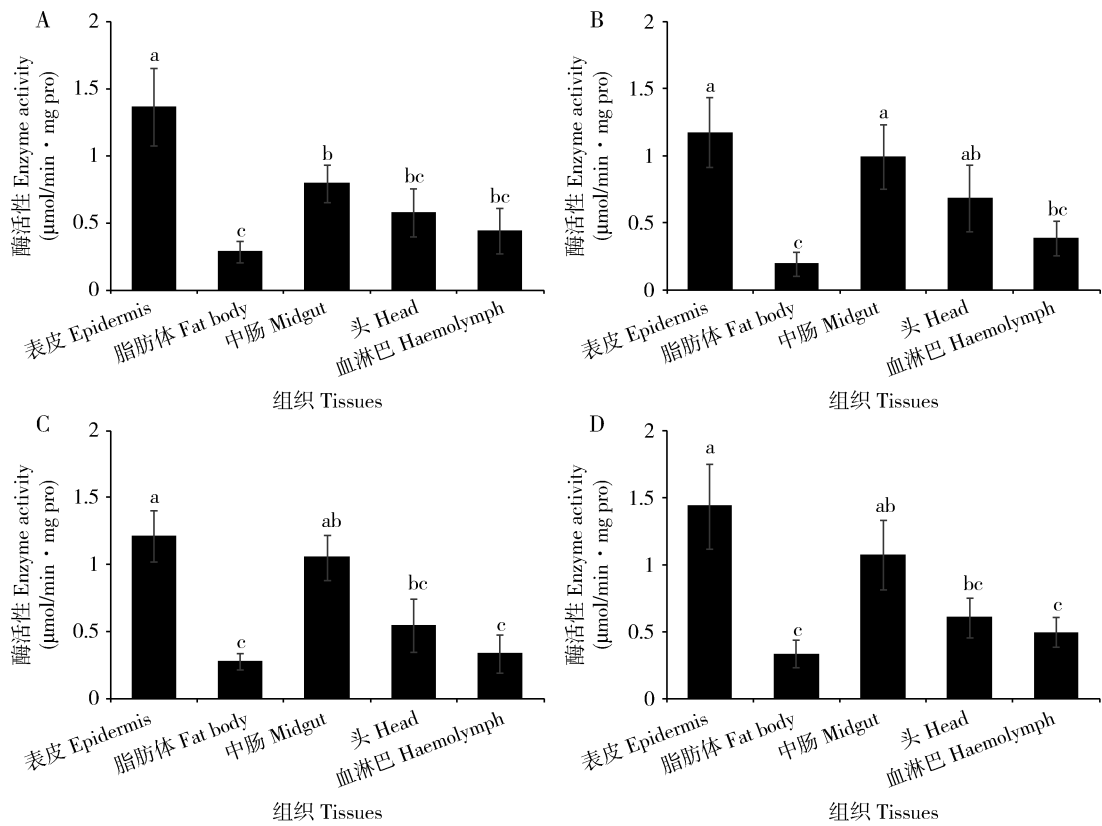 A
酶活性 Enzyme activity
(μmol/min·mg pro)
2
1.5
1
0.5
0
a
c
b
bc
bc
表皮 Epidermis
脂肪体 Fat body
中肠 Midgut
头 Head
血淋巴 Haemolymph
组织 Tissues
B
酶活性 Enzyme activity
(μmol/min·mg pro)
2
1.5
1
0.5
0
a
c
a
ab
bc
表皮 Epidermis
脂肪体 Fat body
中肠 Midgut
头 Head
血淋巴 Haemolymph
组织 Tissues
C
酶活性 Enzyme activity
(μmol/min·mg pro)
2
1.5
1
0.5
0
a
c
ab
bc
c
表皮 Epidermis
脂肪体 Fat body
中肠 Midgut
头 Head
血淋巴 Haemolymph
组织 Tissues
D
酶活性 Enzyme activity
(μmol/min·mg pro)
2
1.5
1
0.5
0
a
c
ab
bc
c
表皮 Epidermis
脂肪体 Fat body
中肠 Midgut
头 Head
血淋巴 Haemolymph
组织 Tissues